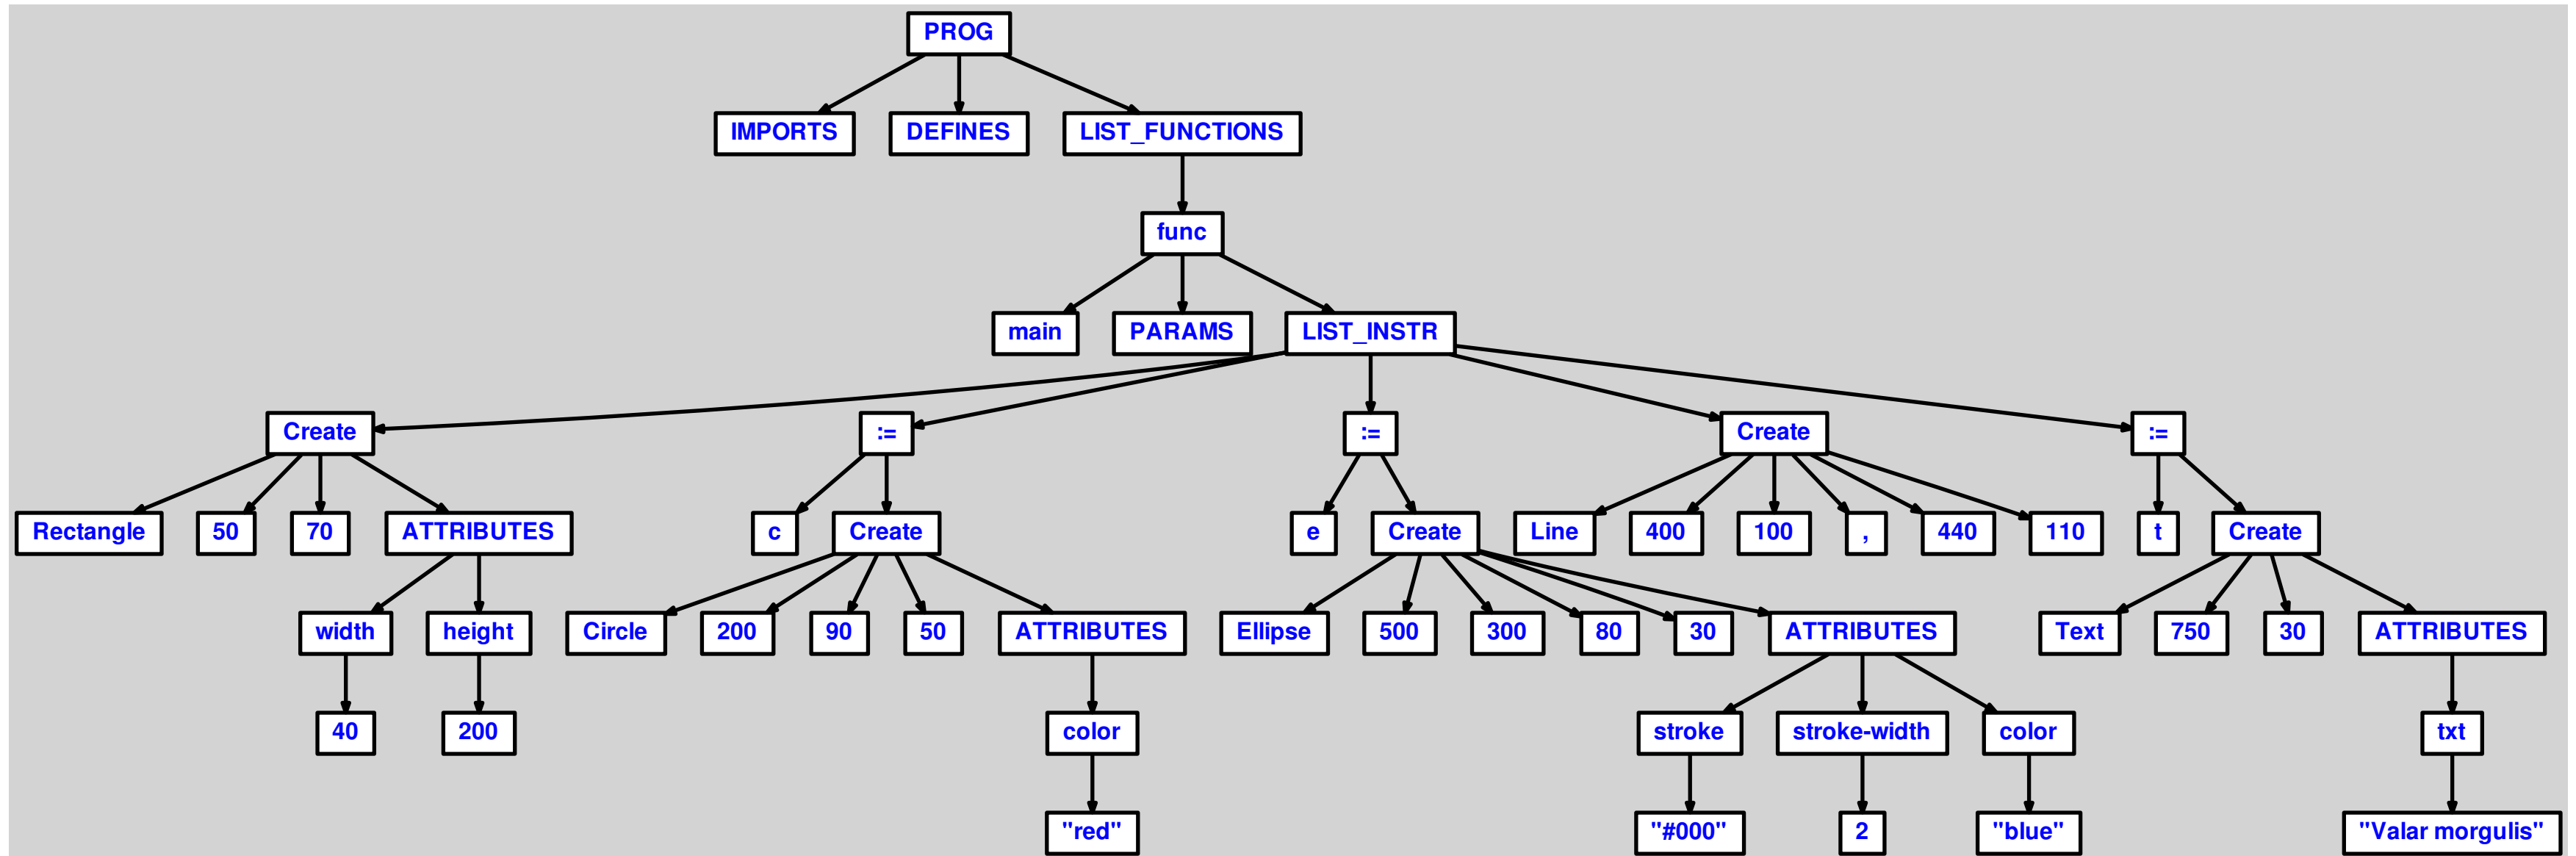 PROG
IMPORTS DEFINES LIST_FUNCTIONS
func
main PARAMS LIST_INSTR
Create := := Create :=
Rectangle 50 70 ATTRIBUTES c Create e Create Line 400 100 , 440 110 t Create
width height Circle 200 90 50 ATTRIBUTES Ellipse 500 300 80 30 ATTRIBUTES Text 750 30 ATTRIBUTES
40 200 color stroke stroke-width color txt
"red" "#000" 2 "blue" "Valar morgulis"